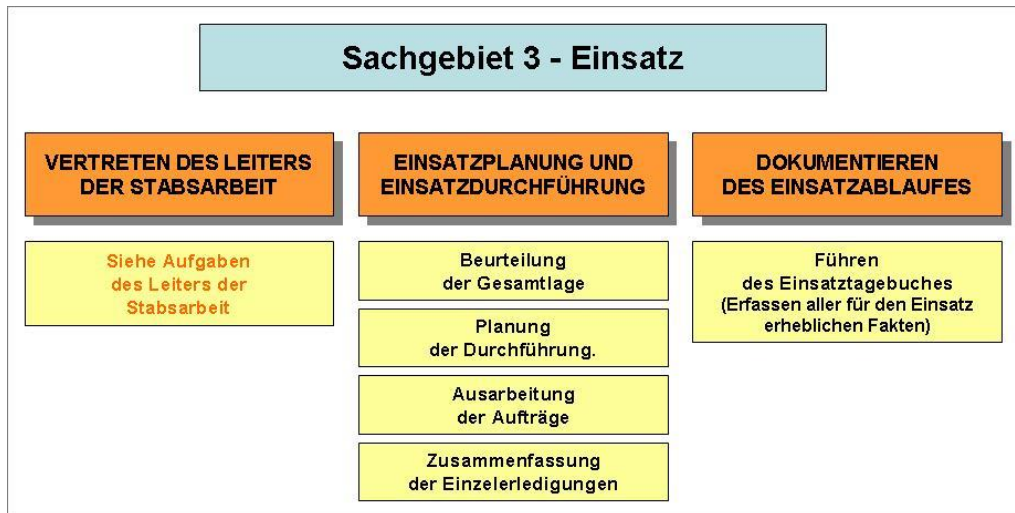 Sachgebiet 3 - Einsatz
VERTRETEN DES LEITERS
DER STABSARBEIT
Siehe Aufgaben
des Leiters der
Stabsarbeit
EINSATZPLANUNG UND
EINSATZDURCHFÜHRUNG
Beurteilung
der Gesamtlage
Planung
der Durchführung.
Ausarbeitung
der Aufträge
Zusammenfassung
der Einzelerledigungen
DOKUMENTIEREN
DES EINSATZABLAUFES
Führen
des Einsatztagebuches
(Erfassen aller für den Einsatz
erheblichen Fakten)